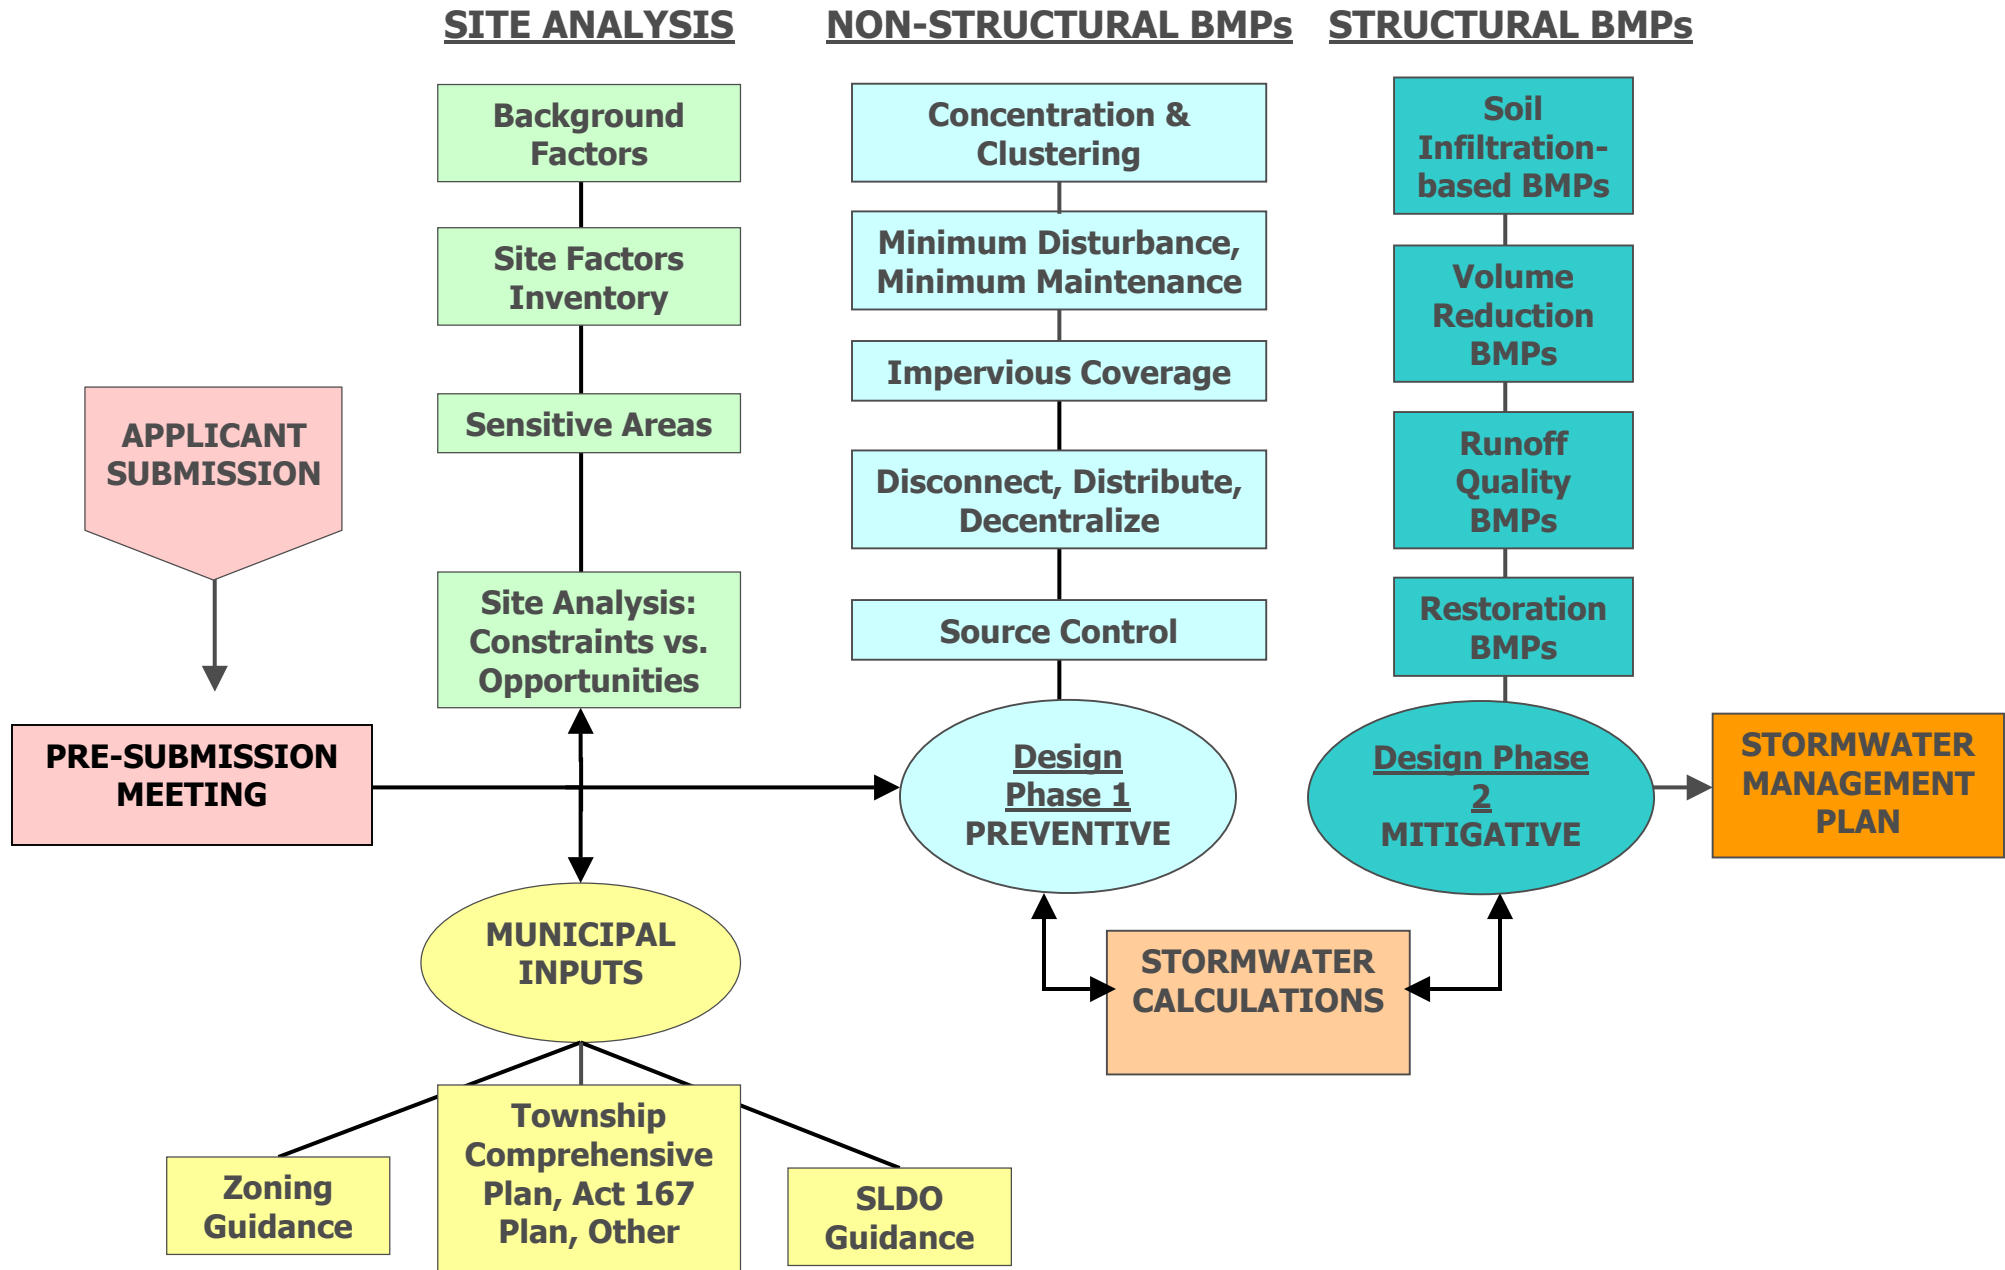 SITE ANALYSIS
NON-STRUCTURAL BMPs
STRUCTURAL BMPs
Background
Factors
Site Factors
Inventory
Sensitive Areas
Site Analysis:
Constraints vs.
Opportunities
Concentration &
Clustering
Minimum Disturbance,
Minimum Maintenance
Impervious Coverage
Disconnect, Distribute,
Decentralize
Source Control
Soil
Infiltration-
based BMPs
Volume
Reduction
BMPs
Runoff
Quality
BMPs
Restoration
BMPs
APPLICANT
SUBMISSION
PRE-SUBMISSION
MEETING
Design
Phase 1
PREVENTIVE
Design Phase
2
MITIGATIVE
STORMWATER
MANAGEMENT
PLAN
MUNICIPAL
INPUTS
STORMWATER
CALCULATIONS
Zoning
Guidance
Township
Comprehensive
Plan, Act 167
Plan, Other
SLDO
Guidance